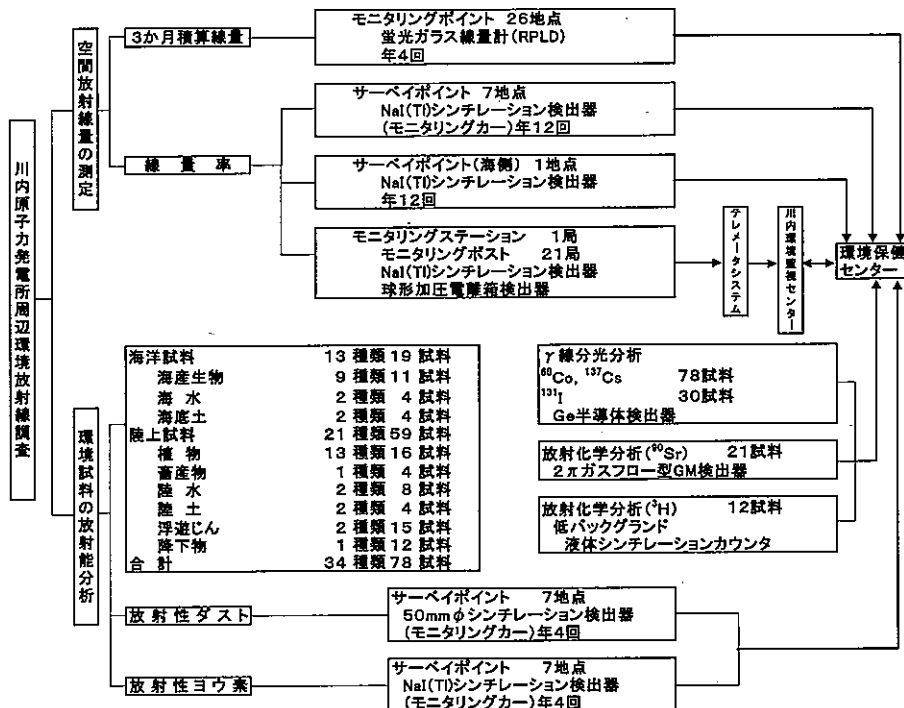 川内原子力発電所周辺環境放射線調査
空間放射線量の測定
3か月積算線量
モニタリングポイント 26地点
蛍光ガラス線量計(RPLD)
年4回
線量率
サーベイポイント 7地点
NaI(Tl)シンチレーション検出器
(モニタリングカー)年12回
サーベイポイント(海側) 1地点
NaI(Tl)シンチレーション検出器
年12回
モニタリングステーション 1局
モニタリングポスト 21局
NaI(Tl)シンチレーション検出器
球形加圧電離箱検出器
テレメータシステム
川内環境監視センター
環境保健
センター
環境試料の放射能分析
海洋試料 13 種類 19 試料
海産生物 9 種類 11 試料
海 水 2 種類 4 試料
海底土 2 種類 4 試料
陸上試料 21 種類 59 試料
植 物 13 種類 16 試料
畜産物 1 種類 4 試料
陸 水 2 種類 8 試料
陸 土 2 種類 4 試料
浮遊じん 2 種類 15 試料
降下物 1 種類 12 試料
合 計 34 種類 78 試料
γ線分光分析
⁶⁰Co, ¹³⁷Cs 78試料
¹³¹I 30試料
Ge半導体検出器
放射化学分析(⁹⁰Sr) 21試料
2πガスフロー型GM検出器
放射化学分析(³H) 12試料
低バックグランド
液体シンチレーションカウンタ
放射性ダスト
サーベイポイント 7地点
50mmφシンチレーション検出器
(モニタリングカー)年4回
放射性ヨウ素
サーベイポイント 7地点
NaI(Tl)シンチレーション検出器
(モニタリングカー)年4回